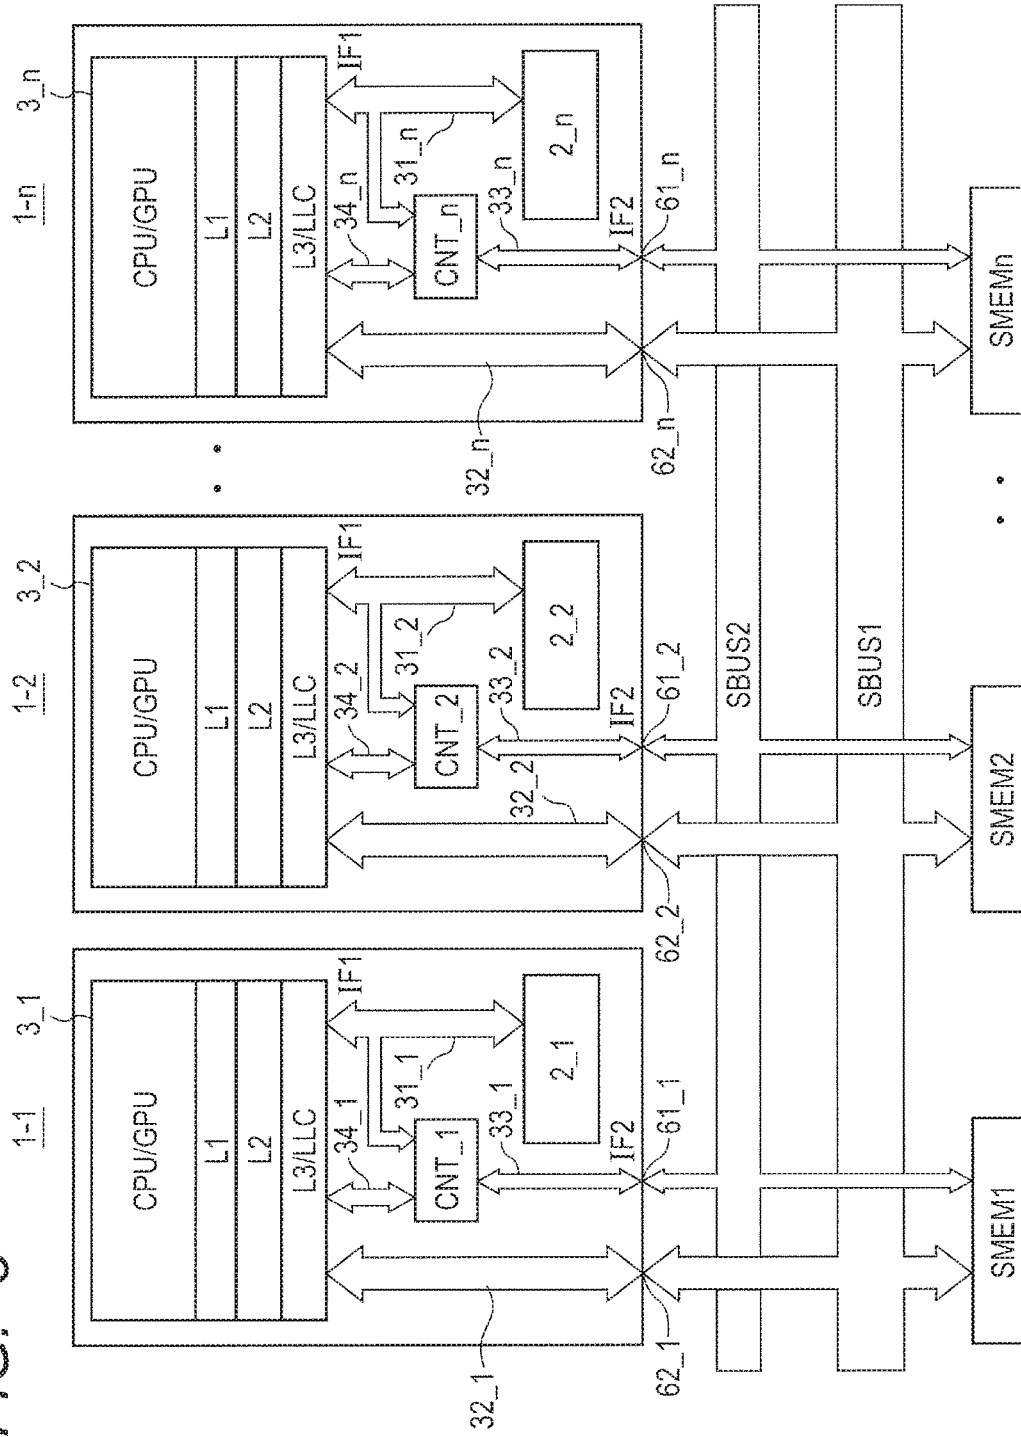 FIG.
1-1
3_1
CPU/GPU
L1
L2
L3/LLC
IF1
34_1
31_1
CNT_1
32_1
33_1
2_1
IF2
62_1
61_1
SMEM1
1-2
3_2
CPU/GPU
L1
L2
L3/LLC
IF1
34_2
31_2
CNT_2
32_2
33_2
2_2
IF2
62_2
61_2
SBUS2
SBUS1
SMEM2
1-n
3_n
CPU/GPU
L1
L2
L3/LLC
IF1
34_n
31_n
CNT_n
32_n
33_n
2_n
IF2
62_n
61_n
SMEMn